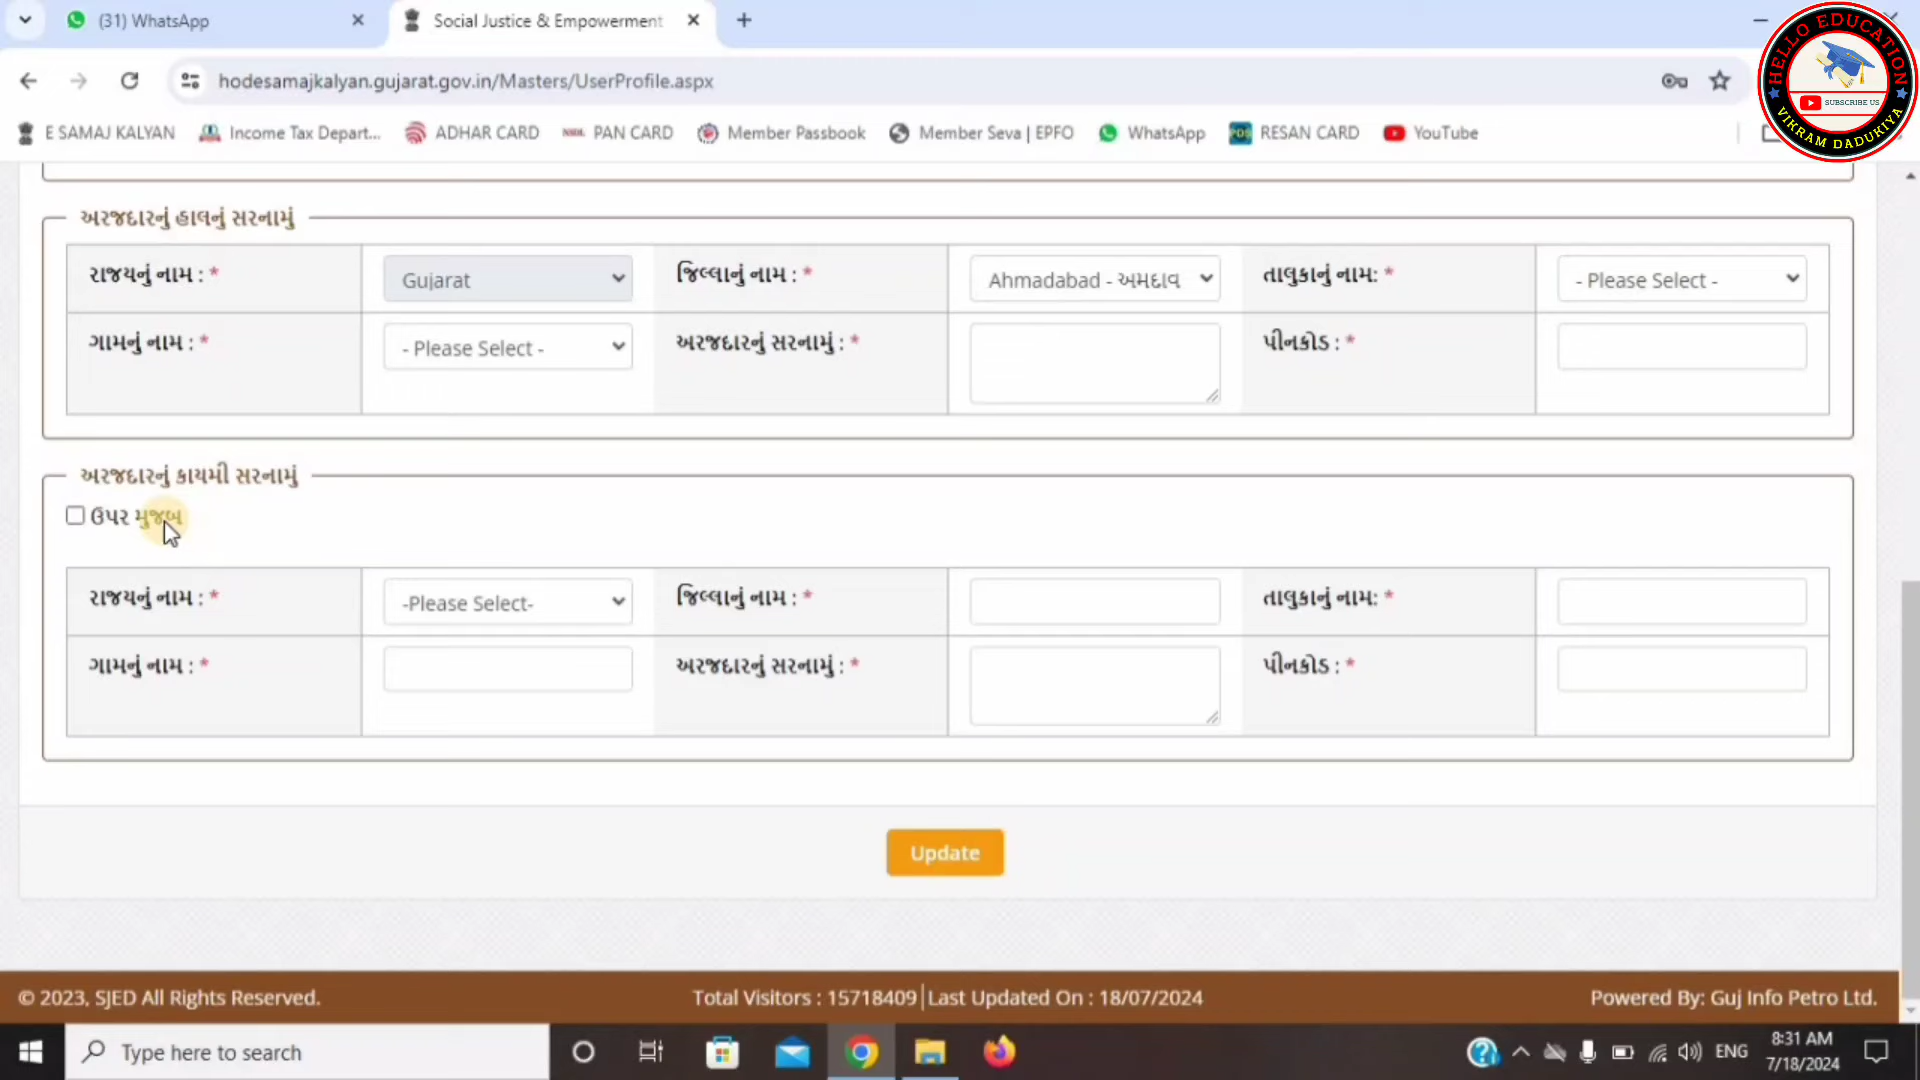 (31) WhatsApp
Social Justice & Empowerment
hodesamajkalyan.gujarat.gov.in/Masters/UserProfile.aspx
E SAMAJ KALYAN Income Tax Depart... ADHAR CARD PAN CARD Member Passbook Member Seva | EPFO WhatsApp RESAN CARD YouTube
HELLO EDUCATION
SUBSCRIBE US
VIKRAM DADUKIYA
અરજદારનું હાલનું સરનામું
રાજ્યનું નામ : * Gujarat જિલ્લાનું નામ : * Ahmadabad - અમદાવ તાલુકાનું નામ: * - Please Select -
ગામનું નામ : * - Please Select - અરજદારનું સરનામું : * પીનકોડ : *
અરજદારનું કાયમી સરનામું
ઉપર મુજબ
રાજ્યનું નામ : * -Please Select- જિલ્લાનું નામ : * તાલુકાનું નામ: *
ગામનું નામ : * અરજદારનું સરનામું : * પીનકોડ : *
Update
© 2023, SJED All Rights Reserved. Total Visitors : 15718409 | Last Updated On : 18/07/2024 Powered By: Guj Info Petro Ltd.
Type here to search
ENG
8:31 AM
7/18/2024